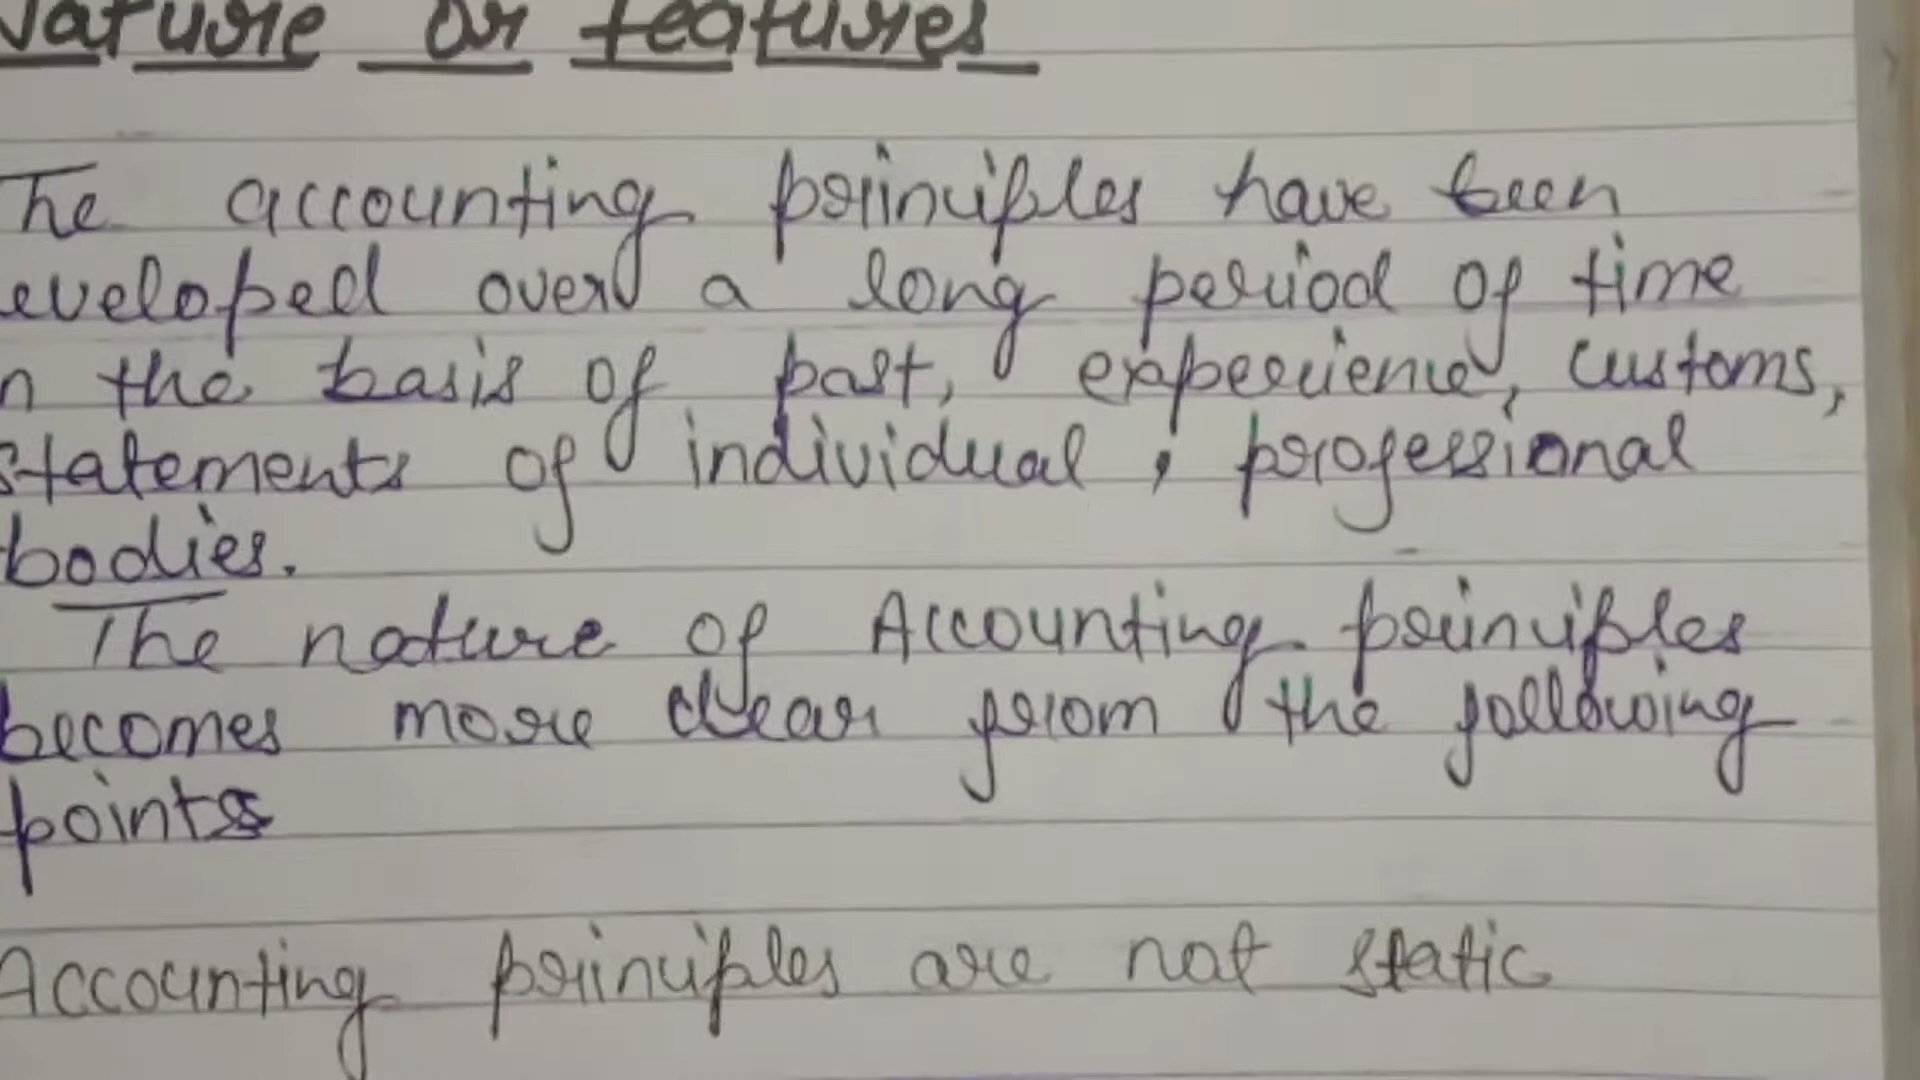 Nature or features
The accounting principles have been
eveloped over a long period of time
n the basis of past, experience, customs,
statements of individual, professional
bodies.
The nature of Accounting principles
becomes more clear from the following
points
Accounting principles are not static